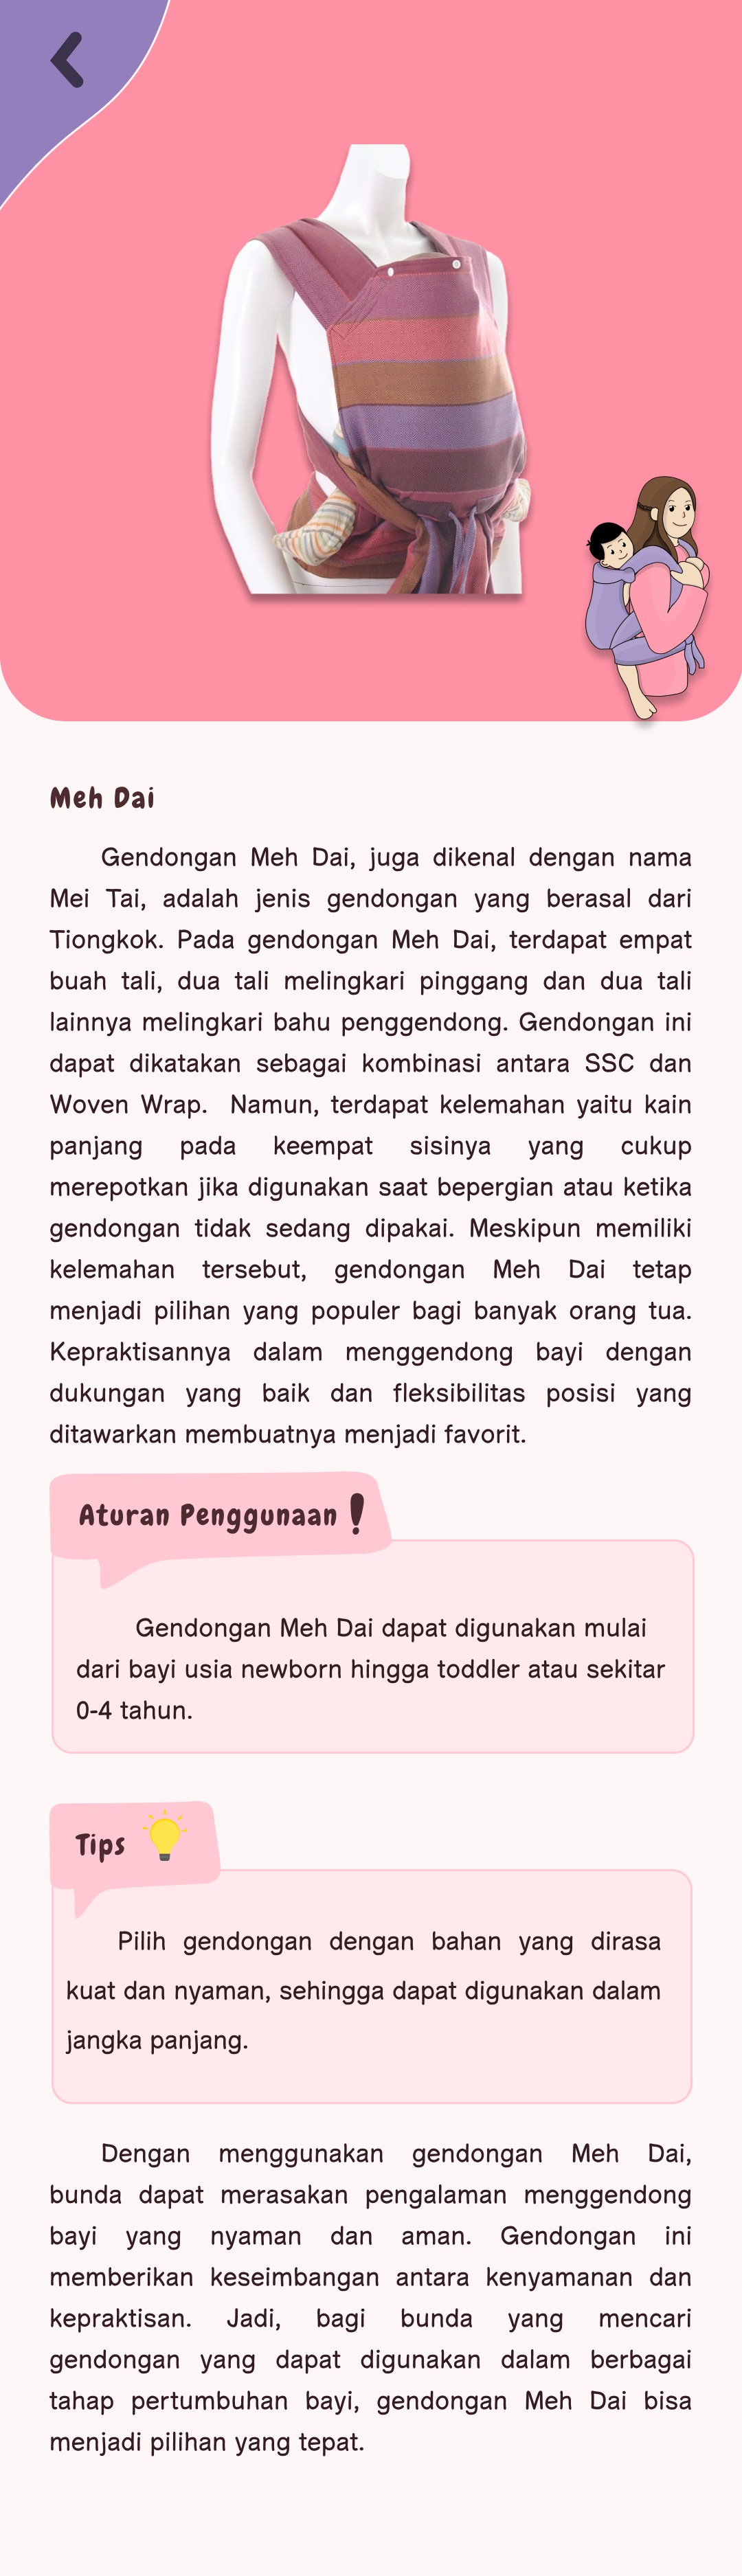 Meh Dai
Gendongan Meh Dai, juga dikenal dengan nama
Mei Tai, adalah jenis gendongan yang berasal dari
Tiongkok. Pada gendongan Meh Dai, terdapat empat
buah tali, dua tali melingkari pinggang dan dua tali
lainnya melingkari bahu penggendong. Gendongan ini
dapat dikatakan sebagai kombinasi antara SSC dan
Woven Wrap. Namun, terdapat kelemahan yaitu kain
panjang pada keempat sisinya yang cukup
merepotkan jika digunakan saat bepergian atau ketika
gendongan tidak sedang dipakai. Meskipun memiliki
kelemahan tersebut, gendongan Meh Dai tetap
menjadi pilihan yang populer bagi banyak orang tua.
Kepraktisannya dalam menggendong bayi dengan
dukungan yang baik dan fleksibilitas posisi yang
ditawarkan membuatnya menjadi favorit.
Aturan Penggunaan !
Gendongan Meh Dai dapat digunakan mulai
dari bayi usia newborn hingga toddler atau sekitar
0-4 tahun.
Tips
Pilih gendongan dengan bahan yang dirasa
kuat dan nyaman, sehingga dapat digunakan dalam
jangka panjang.
Dengan menggunakan gendongan Meh Dai,
bunda dapat merasakan pengalaman menggendong
bayi yang nyaman dan aman. Gendongan ini
memberikan keseimbangan antara kenyamanan dan
kepraktisan. Jadi, bagi bunda yang mencari
gendongan yang dapat digunakan dalam berbagai
tahap pertumbuhan bayi, gendongan Meh Dai bisa
menjadi pilihan yang tepat.